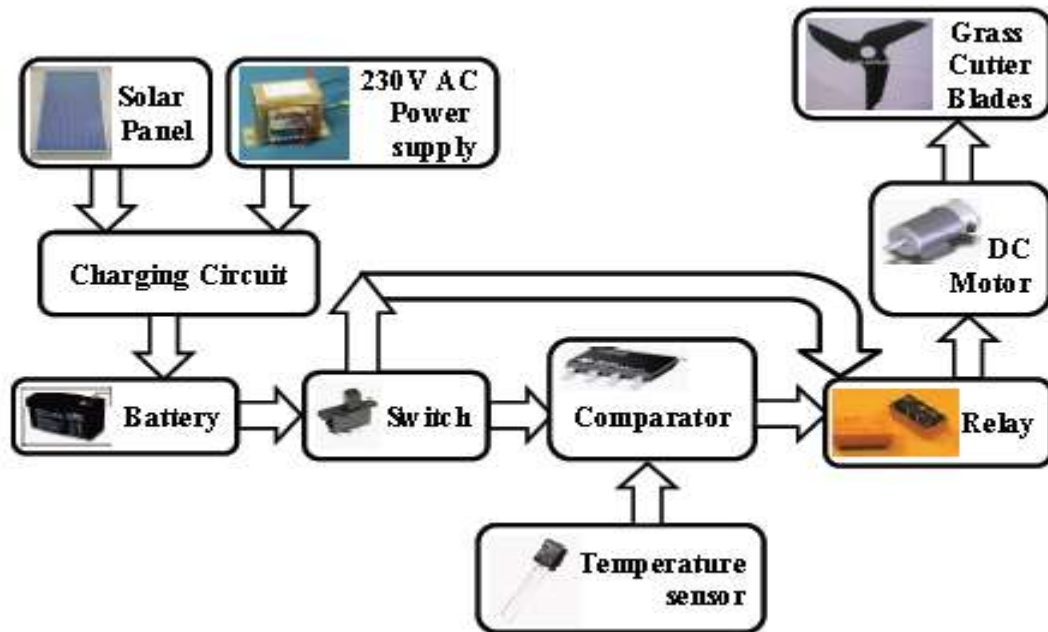 Solar
Panel
230V AC
Power
supply
Grass
Cutter
Blades
Charging Circuit
DC
Motor
Battery
Switch
Comparator
Relay
Temperature
sensor